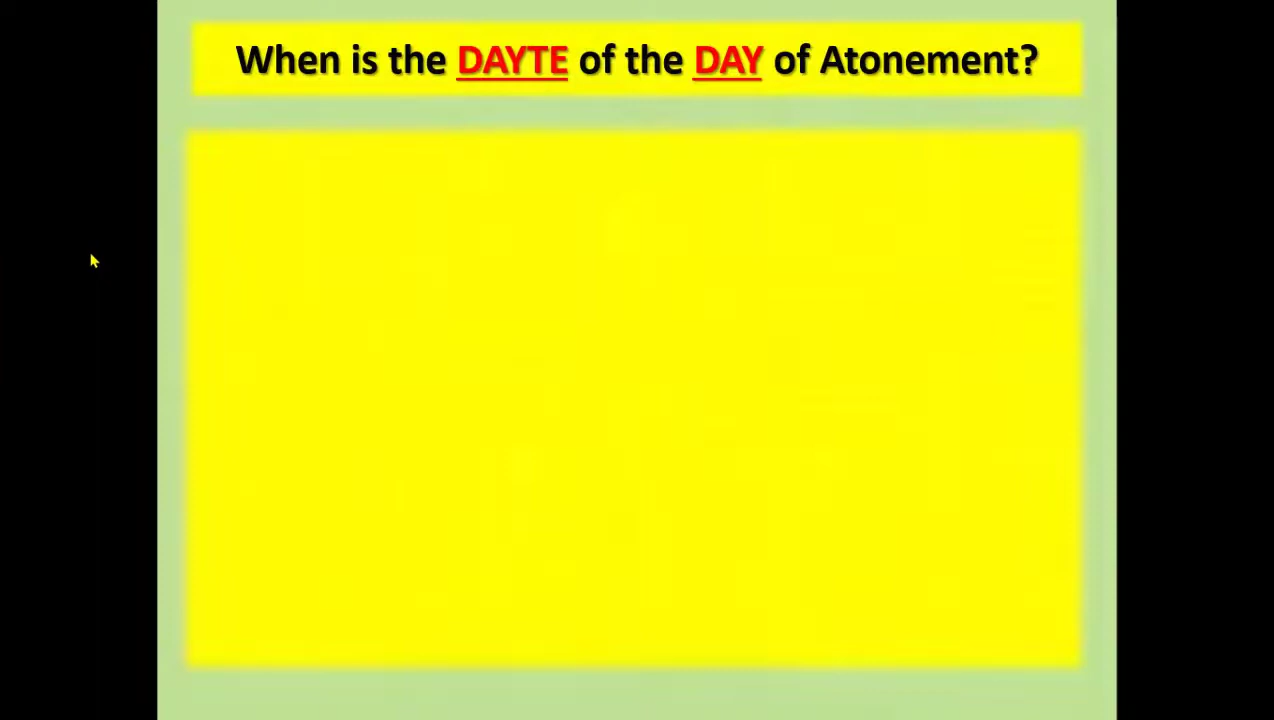 When is the DAYTE of the DAY of Atonement?